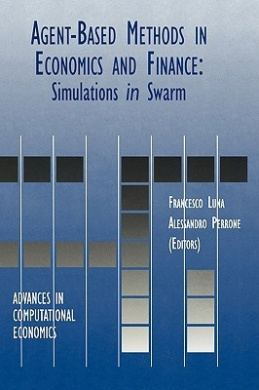 AGENT-BASED METHODS IN
ECONOMICS AND FINANCE:
SIMULATIONS in SWARM
FRANCESCO LUNA
ALESSANDRO PERRONE
(EDITORS)
ADVANCES IN
COMPUTATIONAL
ECONOMICS